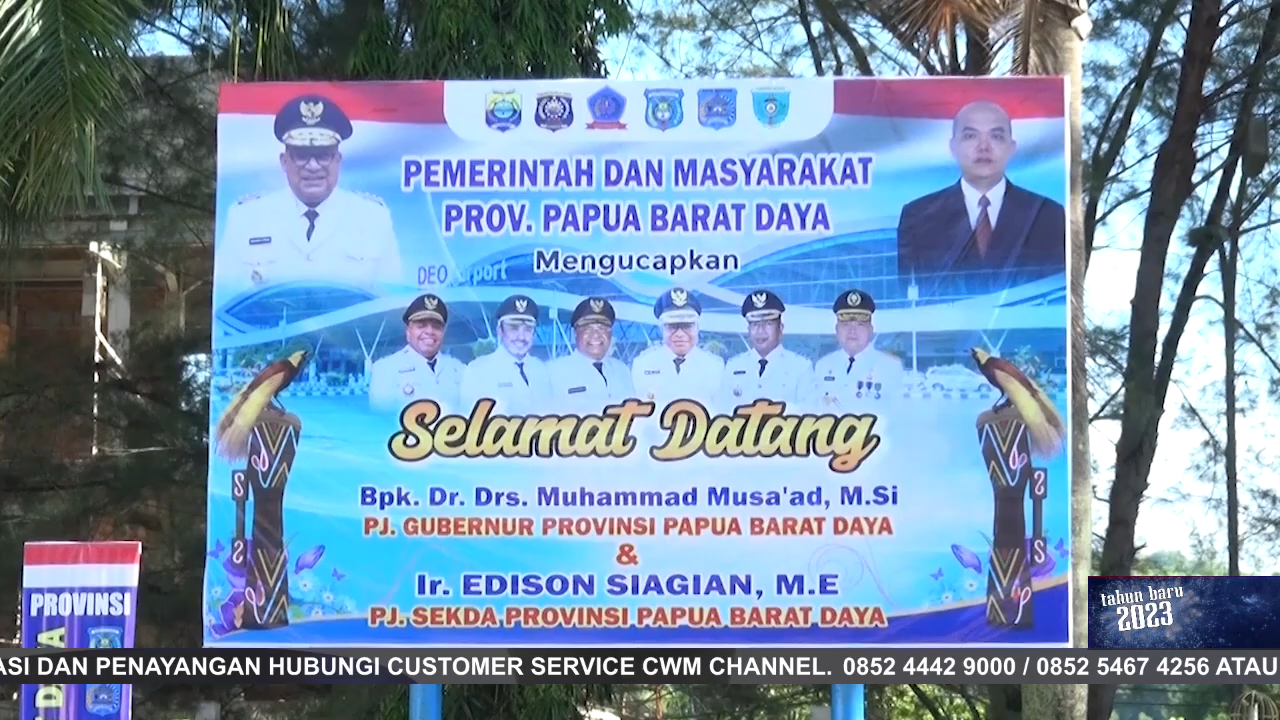 PEMERINTAH DAN MASYARAKAT
PROV. PAPUA BARAT DAYA
Mengucapkan
DEO Airport
Selamat Datang
Bpk. Dr. Drs. Muhammad Musa'ad, M.Si
PJ. GUBERNUR PROVINSI PAPUA BARAT DAYA
&
Ir. EDISON SIAGIAN, M.E
PJ. SEKDA PROVINSI PAPUA BARAT DAYA
PROVINSI
tahun baru
2023
ASI DAN PENAYANGAN HUBUNGI CUSTOMER SERVICE CWM CHANNEL. 0852 4442 9000 / 0852 5467 4256 ATAU